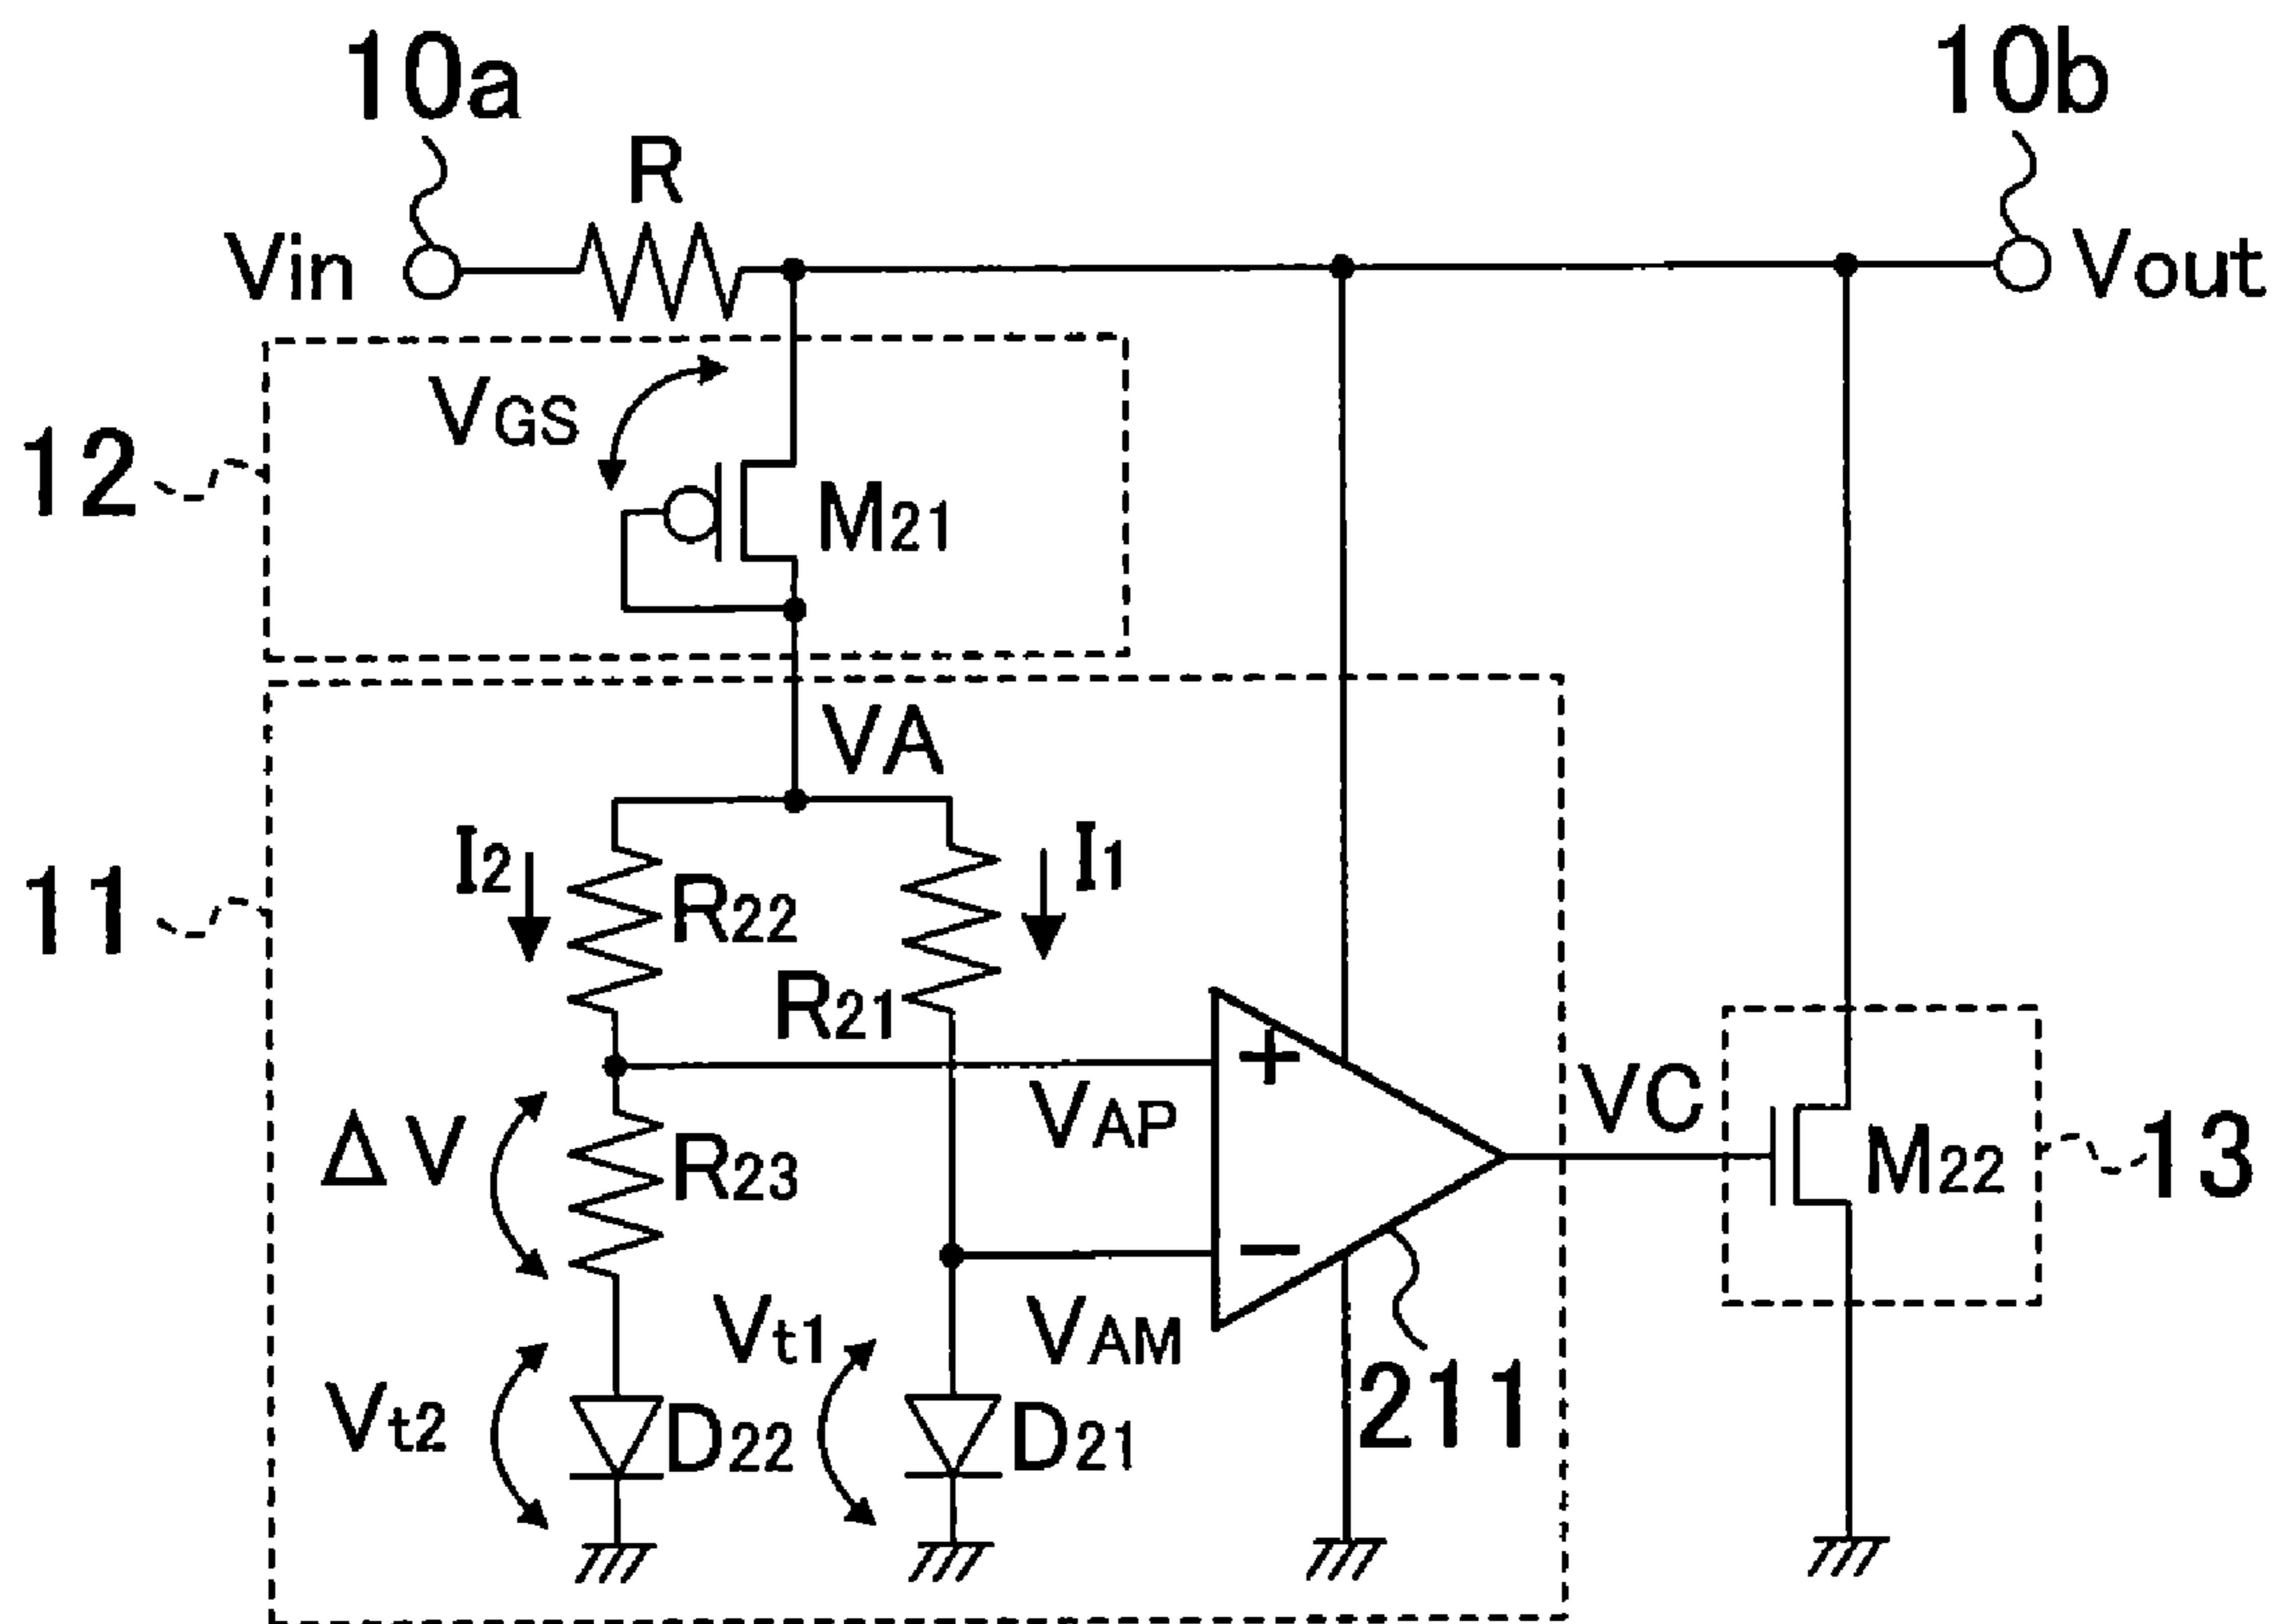 10a
10b
R
Vin
Vout
VGS
12
M21
VA
I2
I1
11
R22
R21
+
VC
VAP
ΔV
R23
M22
13
−
Vt1
VAM
Vt2
D22
D21
211